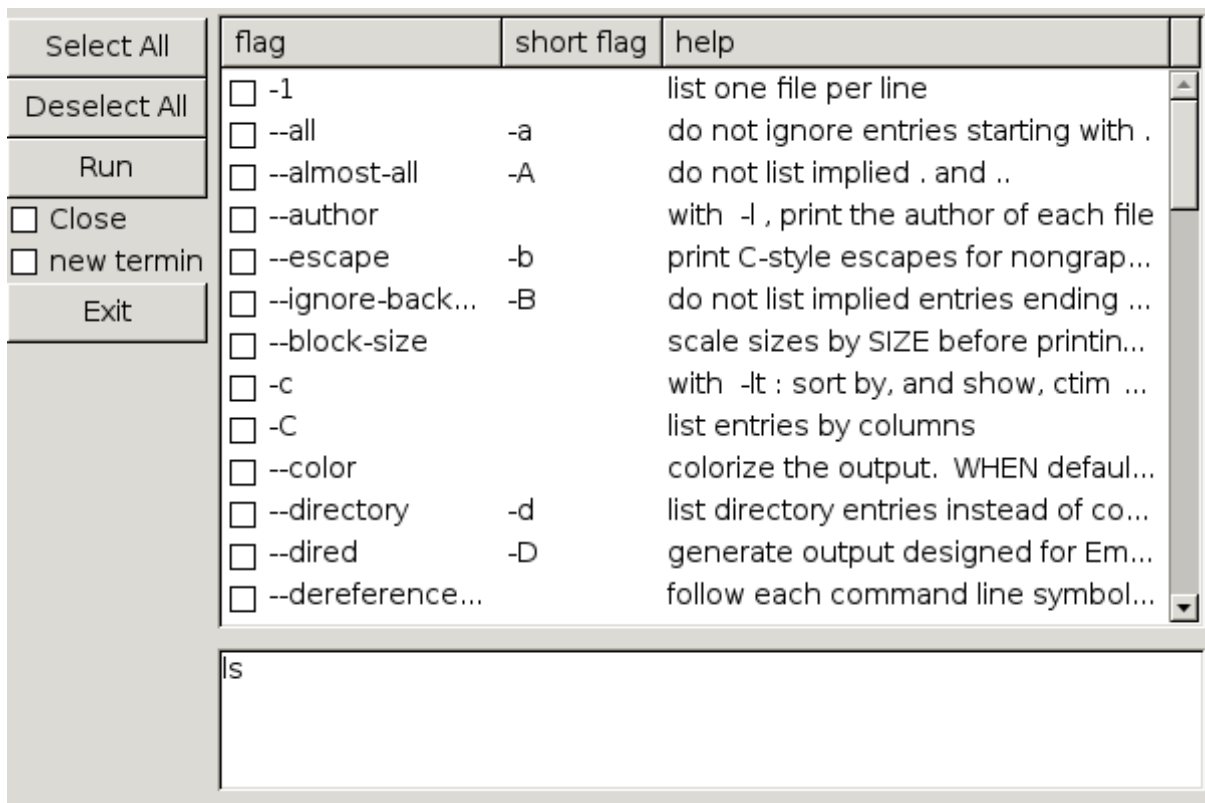 Select All
Deselect All
Run
Close
new termin
Exit
flag short flag help
-1 list one file per line
--all -a do not ignore entries starting with .
--almost-all -A do not list implied . and ..
--author with -l , print the author of each file
--escape -b print C-style escapes for nongrap...
--ignore-back... -B do not list implied entries ending ...
--block-size scale sizes by SIZE before printin...
-c with -lt : sort by, and show, ctim ...
-C list entries by columns
--color colorize the output. WHEN defaul...
--directory -d list directory entries instead of co...
--dired -D generate output designed for Em...
--dereference... follow each command line symbol...
ls